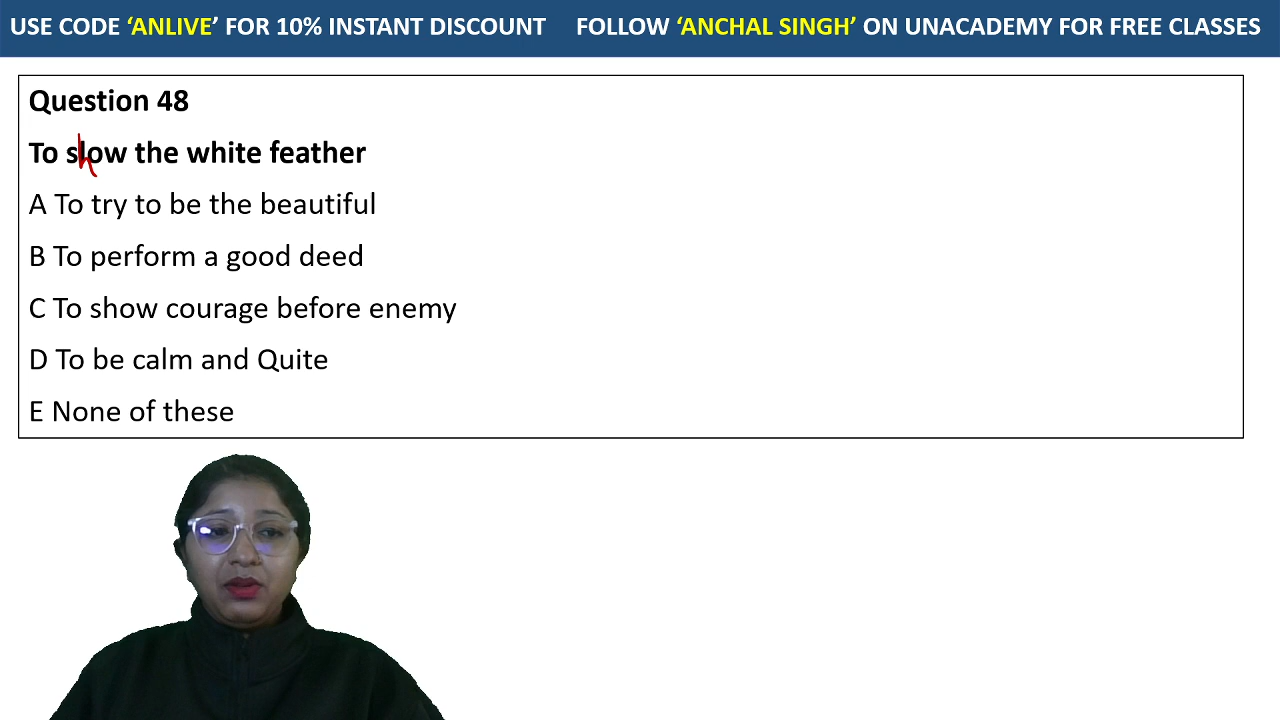 USE CODE ‘ANLIVE’ FOR 10% INSTANT DISCOUNT FOLLOW ‘ANCHAL SINGH’ ON UNACADEMY FOR FREE CLASSES
Question 48
To show the white feather
A To try to be the beautiful
B To perform a good deed
C To show courage before enemy
D To be calm and Quite
E None of these